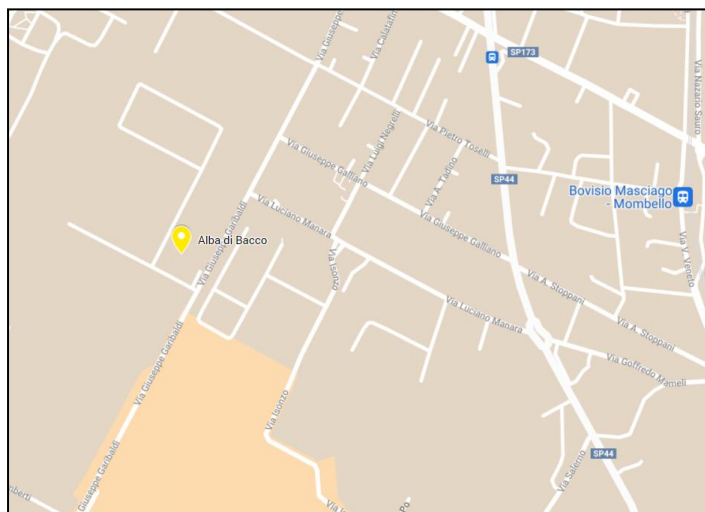 Via Giuseppe
Via Calatafim
SP173
Via Nazario Sauro
Via Pietro Toselli
Via Luigi Negrelli
Via Giuseppe Galliano
Via A. Tadino
SP44
Bovisio Masciago
- Mombello
Via Luciano Manara
Via Giuseppe Garibaldi
Via Giuseppe Galliano
Alba di Bacco
Via V. Veneto
Via Isonzo
Via A. Stoppani
Via Luciano Manara
Via A. Stoppani
Via Giuseppe Garibaldi
Via Goffredo Mameli
Via Isonzo
Giuseppe Garibaldi
SP44
Via Salerno
mberti
Po